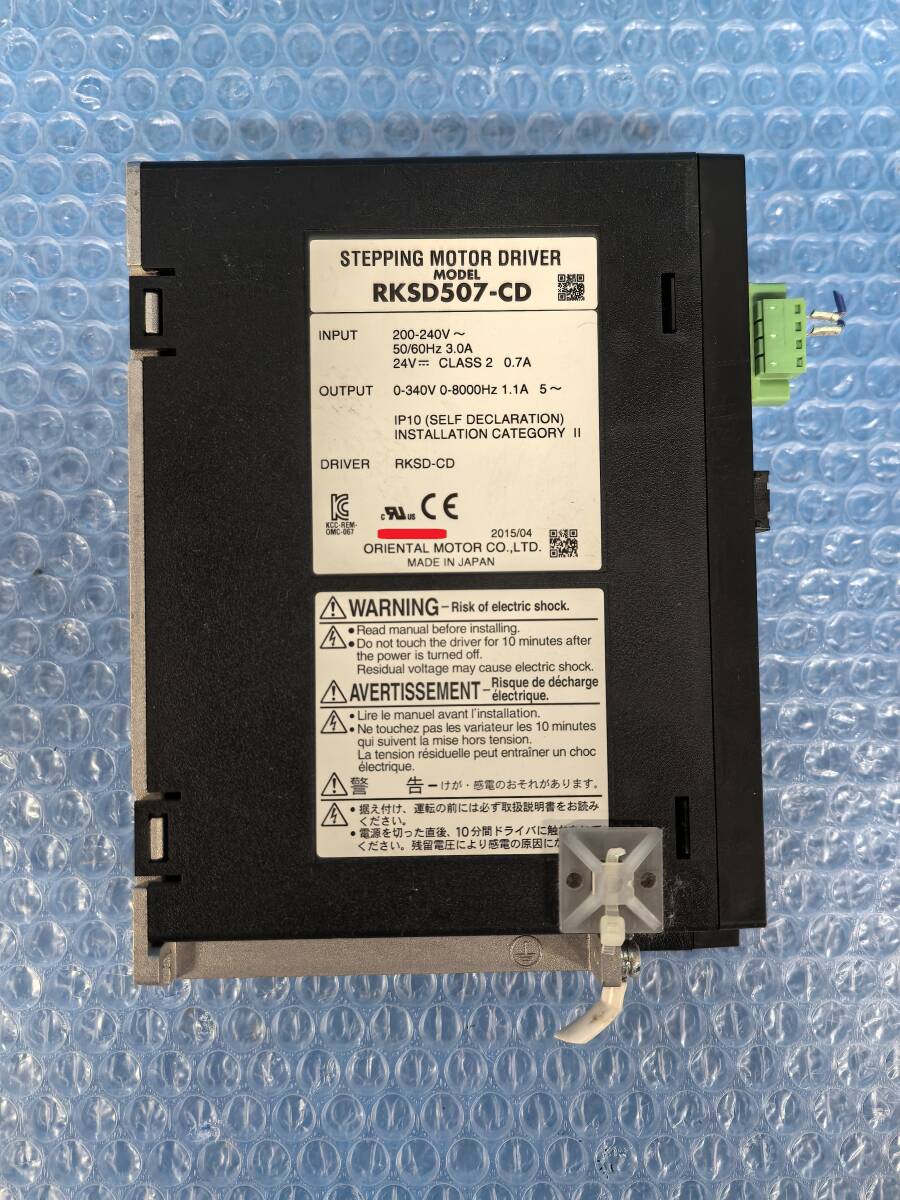 STEPPING MOTOR DRIVER
MODEL
RKSD507-CD
INPUT 200-240V ~
50/60Hz 3.0A
24V⎓ CLASS 2 0.7A
OUTPUT 0-340V 0-8000Hz 1.1A 5~
IP10 (SELF DECLARATION)
INSTALLATION CATEGORY II
DRIVER RKSD-CD
KCC-REM-
OMC-067
c RU us CE
2015/04
ORIENTAL MOTOR CO.,LTD.
MADE IN JAPAN
WARNING – Risk of electric shock.
• Read manual before installing.
• Do not touch the driver for 10 minutes after
the power is turned off.
Residual voltage may cause electric shock.
AVERTISSEMENT – Risque de décharge
électrique.
• Lire le manuel avant l'installation.
• Ne touchez pas les variateur les 10 minutes
qui suivent la mise hors tension.
La tension résiduelle peut entraîner un choc
électrique.
警 告 – けが・感電のおそれがあります。
• 据え付け、運転の前には必ず取扱説明書をお読み
ください。
• 電源を切った直後、10分間ドライバに触
ください。残留電圧により感電の原因に